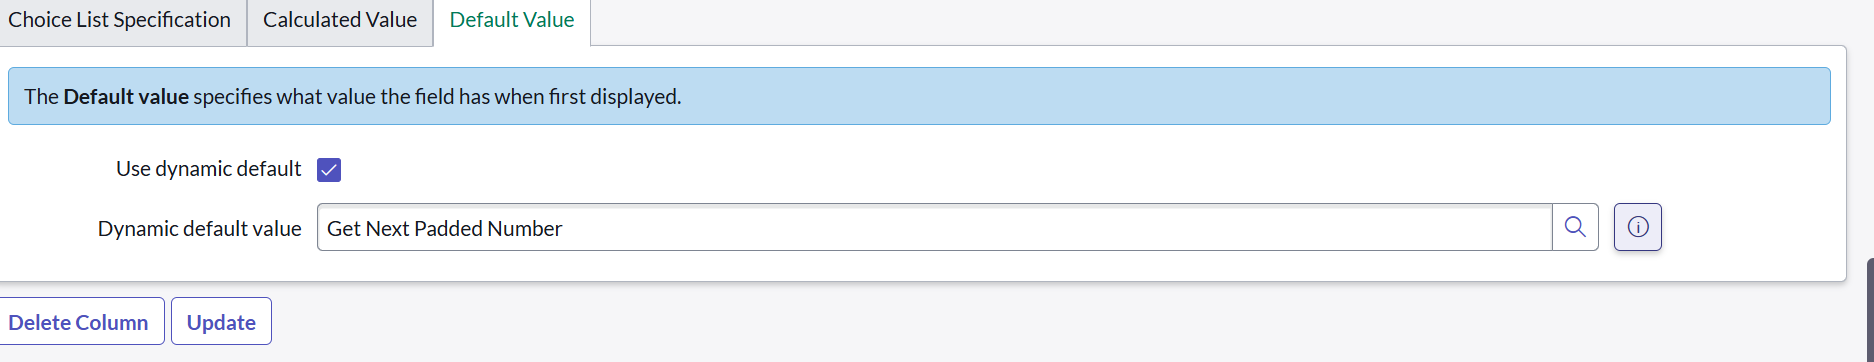 Choice List Specification Calculated Value Default Value
The Default value specifies what value the field has when first displayed.
Use dynamic default
Dynamic default value Get Next Padded Number
Delete Column Update